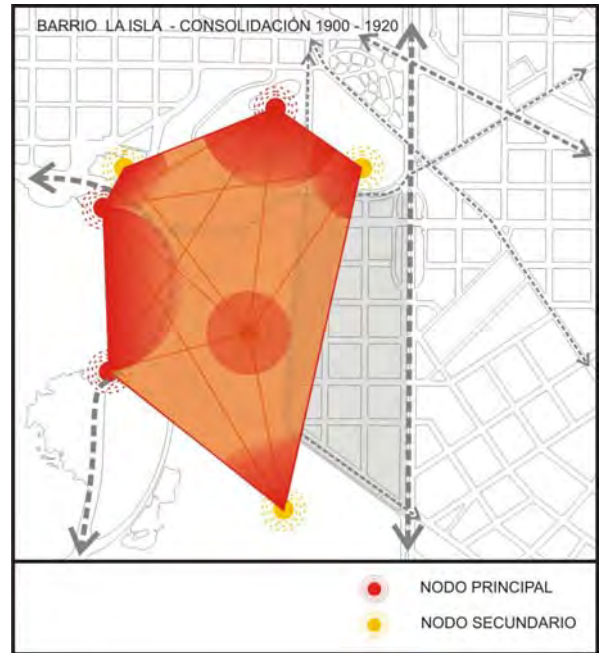 BARRIO LA ISLA - CONSOLIDACIÓN 1900 - 1920
NODO PRINCIPAL
NODO SECUNDARIO